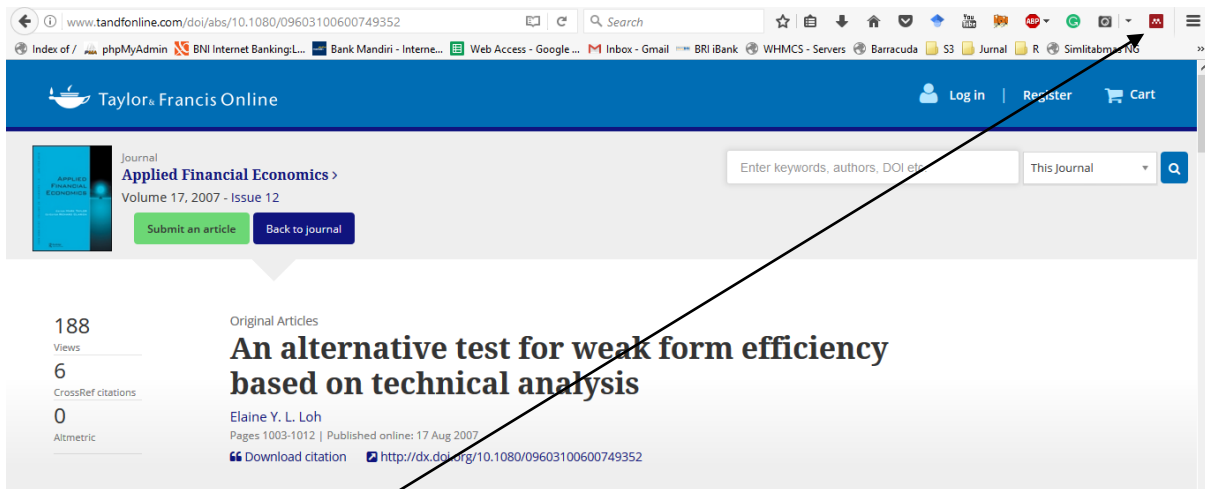 www.tandfonline.com/doi/abs/10.1080/09603100600749352 Search
Index of / phpMyAdmin BNI Internet Banking:L... Bank Mandiri - Interne... Web Access - Google ... Inbox - Gmail BRI iBank WHMCS - Servers Barracuda S3 Jurnal R Simlitabmas NG »
Taylor & Francis Online Log in | Register Cart
Journal
Applied Financial Economics >
Volume 17, 2007 - Issue 12
Submit an article Back to journal
APPLIED
FINANCIAL
ECONOMICS
Enter keywords, authors, DOI etc This Journal
188
Views
6
CrossRef citations
0
Altmetric
Original Articles
An alternative test for weak form efficiency
based on technical analysis
Elaine Y. L. Loh
Pages 1003-1012 | Published online: 17 Aug 2007
Download citation http://dx.doi.org/10.1080/09603100600749352